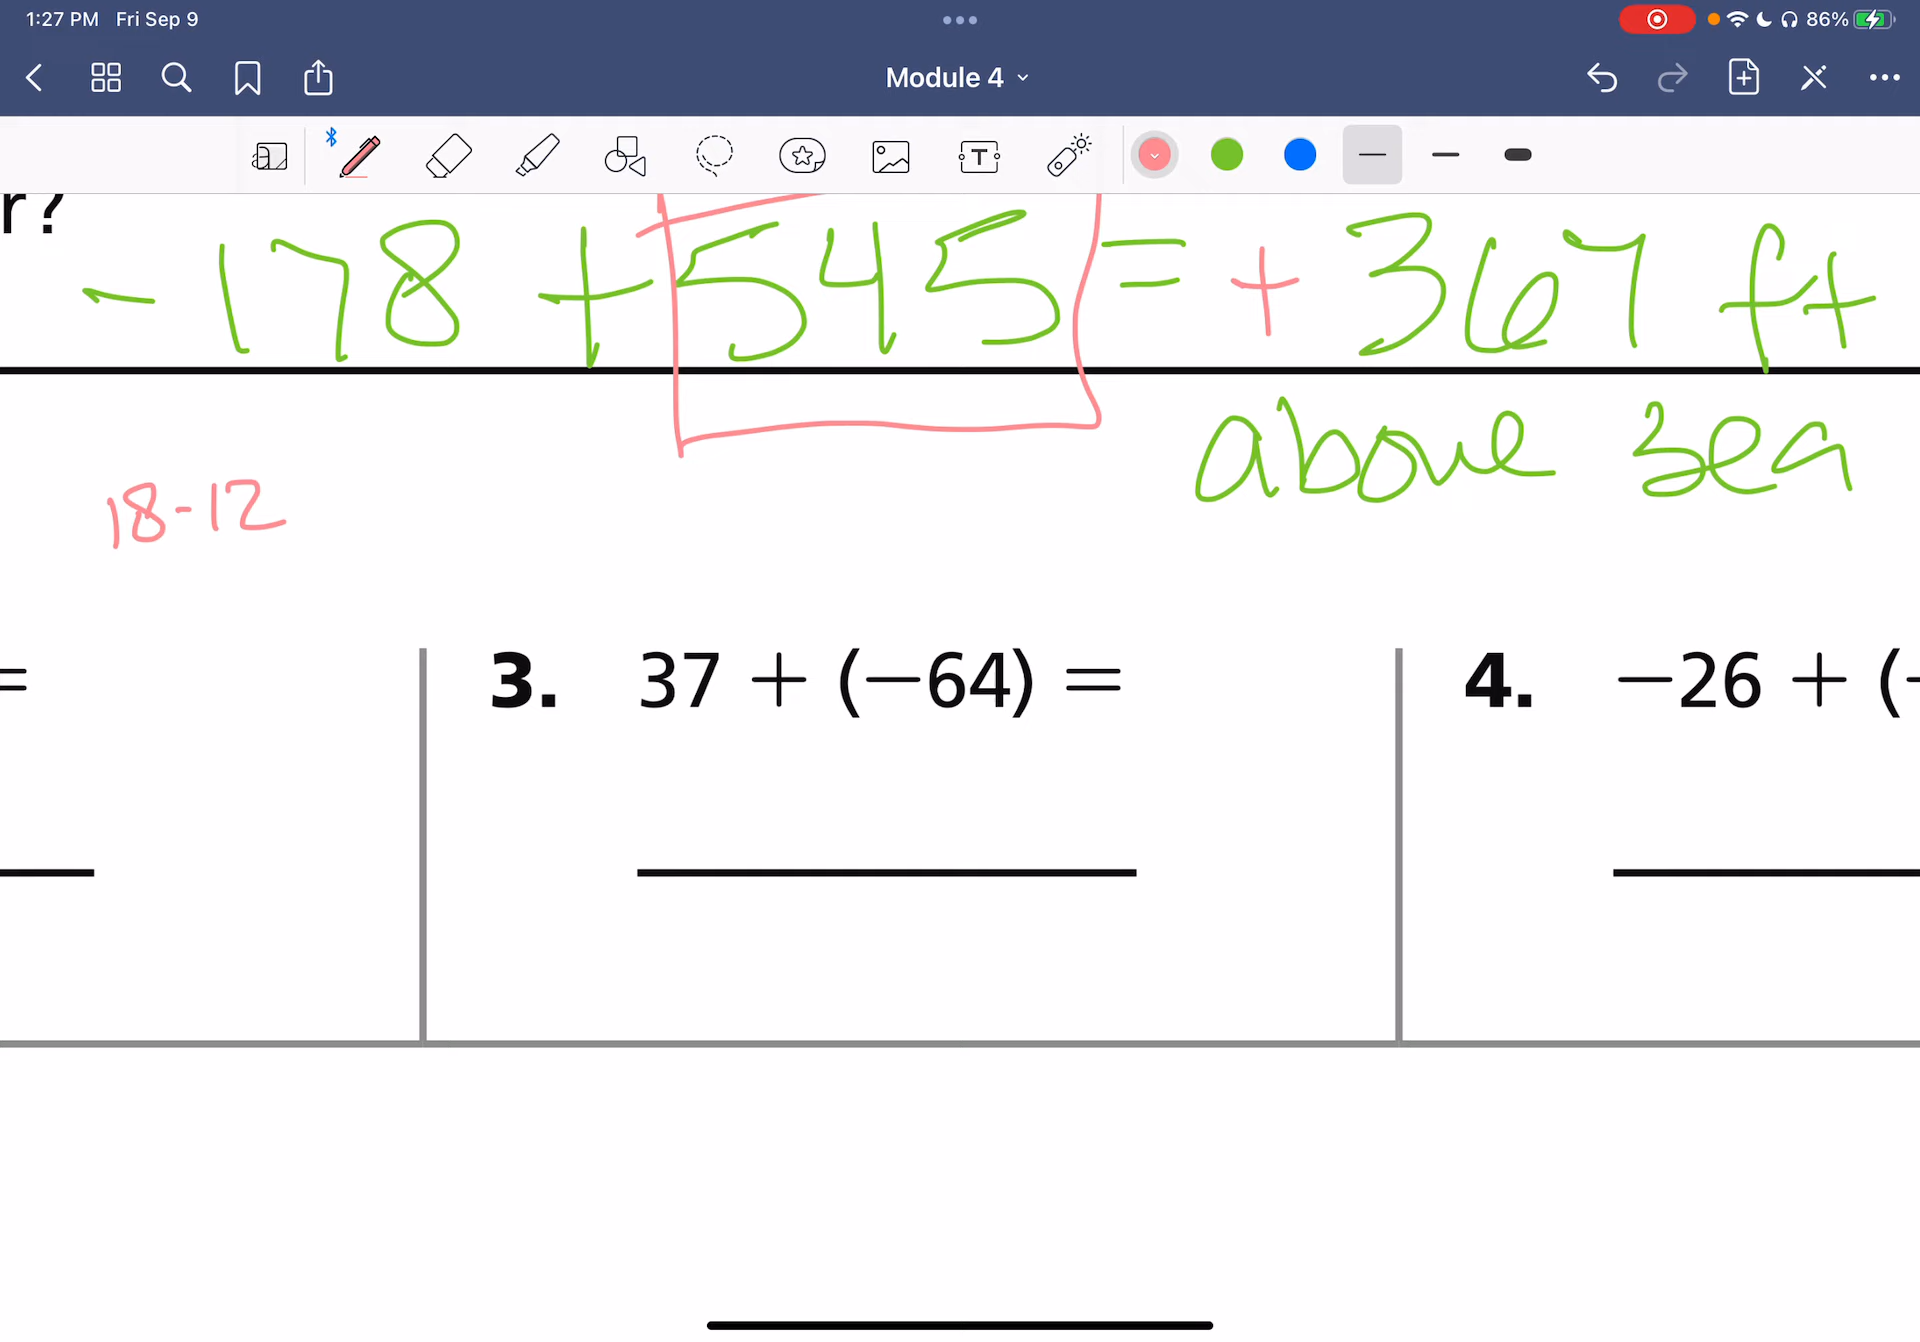 1:27 PM Fri Sep 9 86%
Module 4
T
r?
-178 + 545 = + 367 ft
above sea
18-12
=
3. 37 + (−64) =
4. −26 + (-